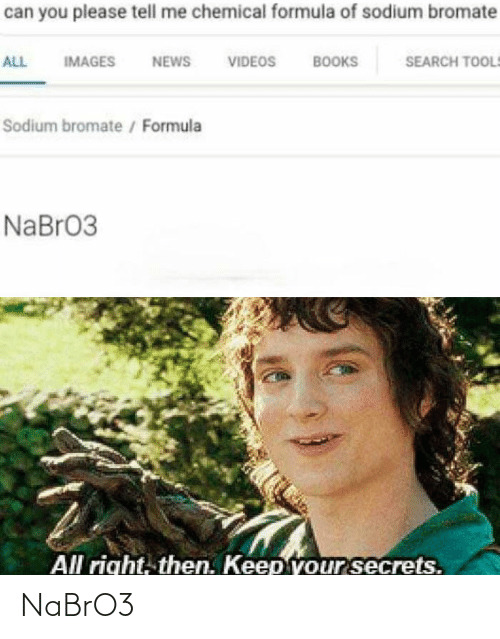 can you please tell me chemical formula of sodium bromate
ALL IMAGES NEWS VIDEOS BOOKS SEARCH TOOLS
Sodium bromate / Formula
NaBrO3
All right, then. Keep your secrets.
NaBrO3